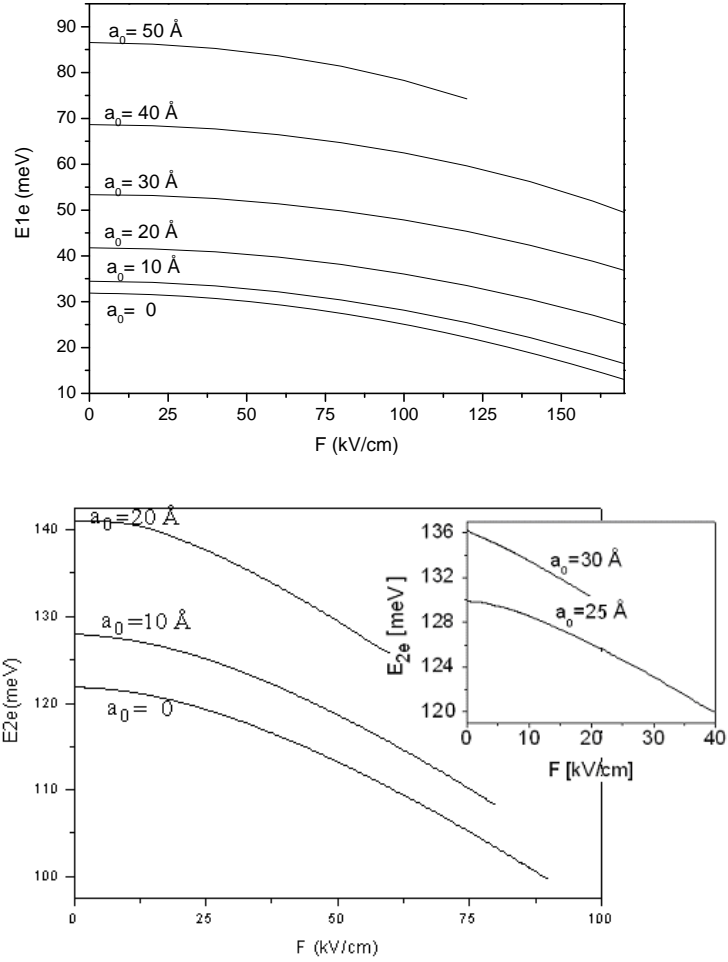 90
80
70
60
50
40
30
20
10
E1e (meV)
a0= 50 Å
a0= 40 Å
a0= 30 Å
a0= 20 Å
a0= 10 Å
a0= 0
0 25 50 75 100 125 150
F (kV/cm)
140
130
120
110
100
E2e(meV)
a0=20 Å
a0=10 Å
a0= 0
0 25 50 75 100
F (kV/cm)
136
132
128
124
120
E2e [meV]
a0=30 Å
a0=25 Å
0 10 20 30 40
F [kV/cm]